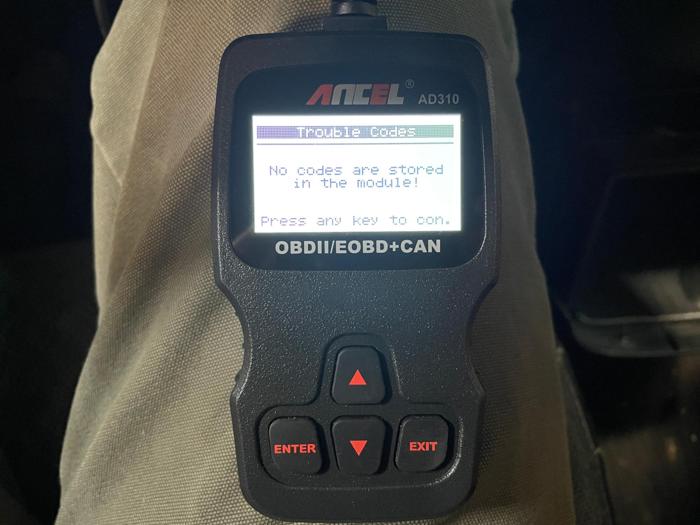 ANCEL®
AD310
Trouble Codes
No codes are stored
in the module!
Press any key to con.
OBDII/EOBD+CAN
ENTER
EXIT